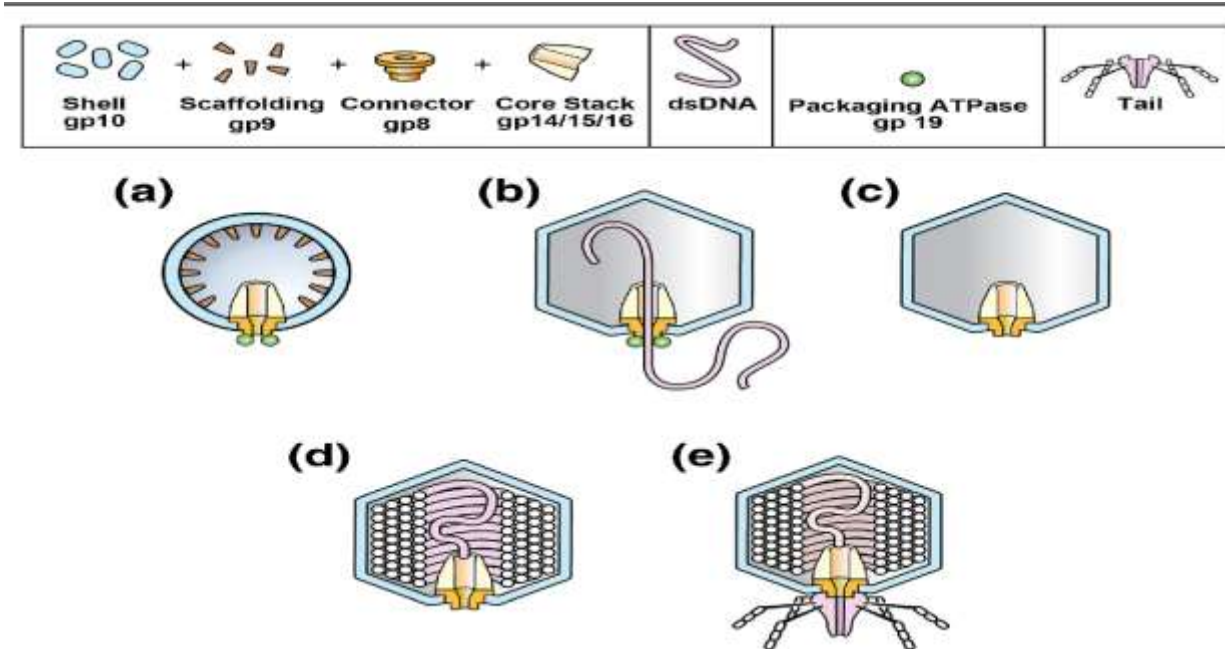 Shell
gp10
+
Scaffolding
gp9
+
Connector
gp8
+
Core Stack
gp14/15/16
dsDNA
Packaging ATPase
gp 19
Tail
(a)
(b)
(c)
(d)
(e)